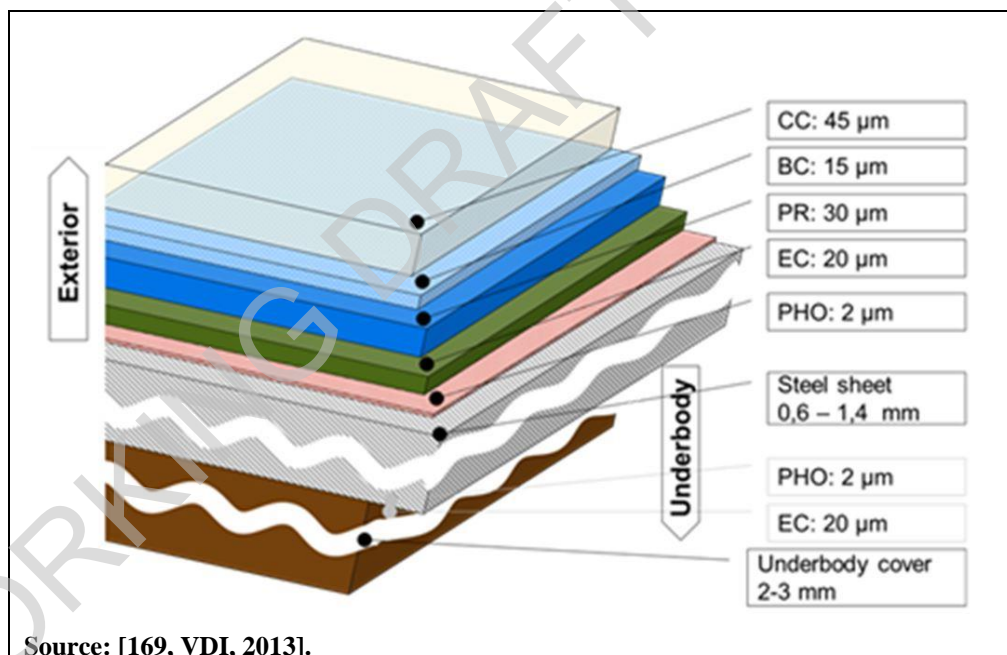 Exterior
CC: 45 µm
BC: 15 µm
PR: 30 µm
EC: 20 µm
PHO: 2 µm
Steel sheet
0,6 – 1,4 mm
Underbody
PHO: 2 µm
EC: 20 µm
Underbody cover
2-3 mm
Source: [169, VDI, 2013].